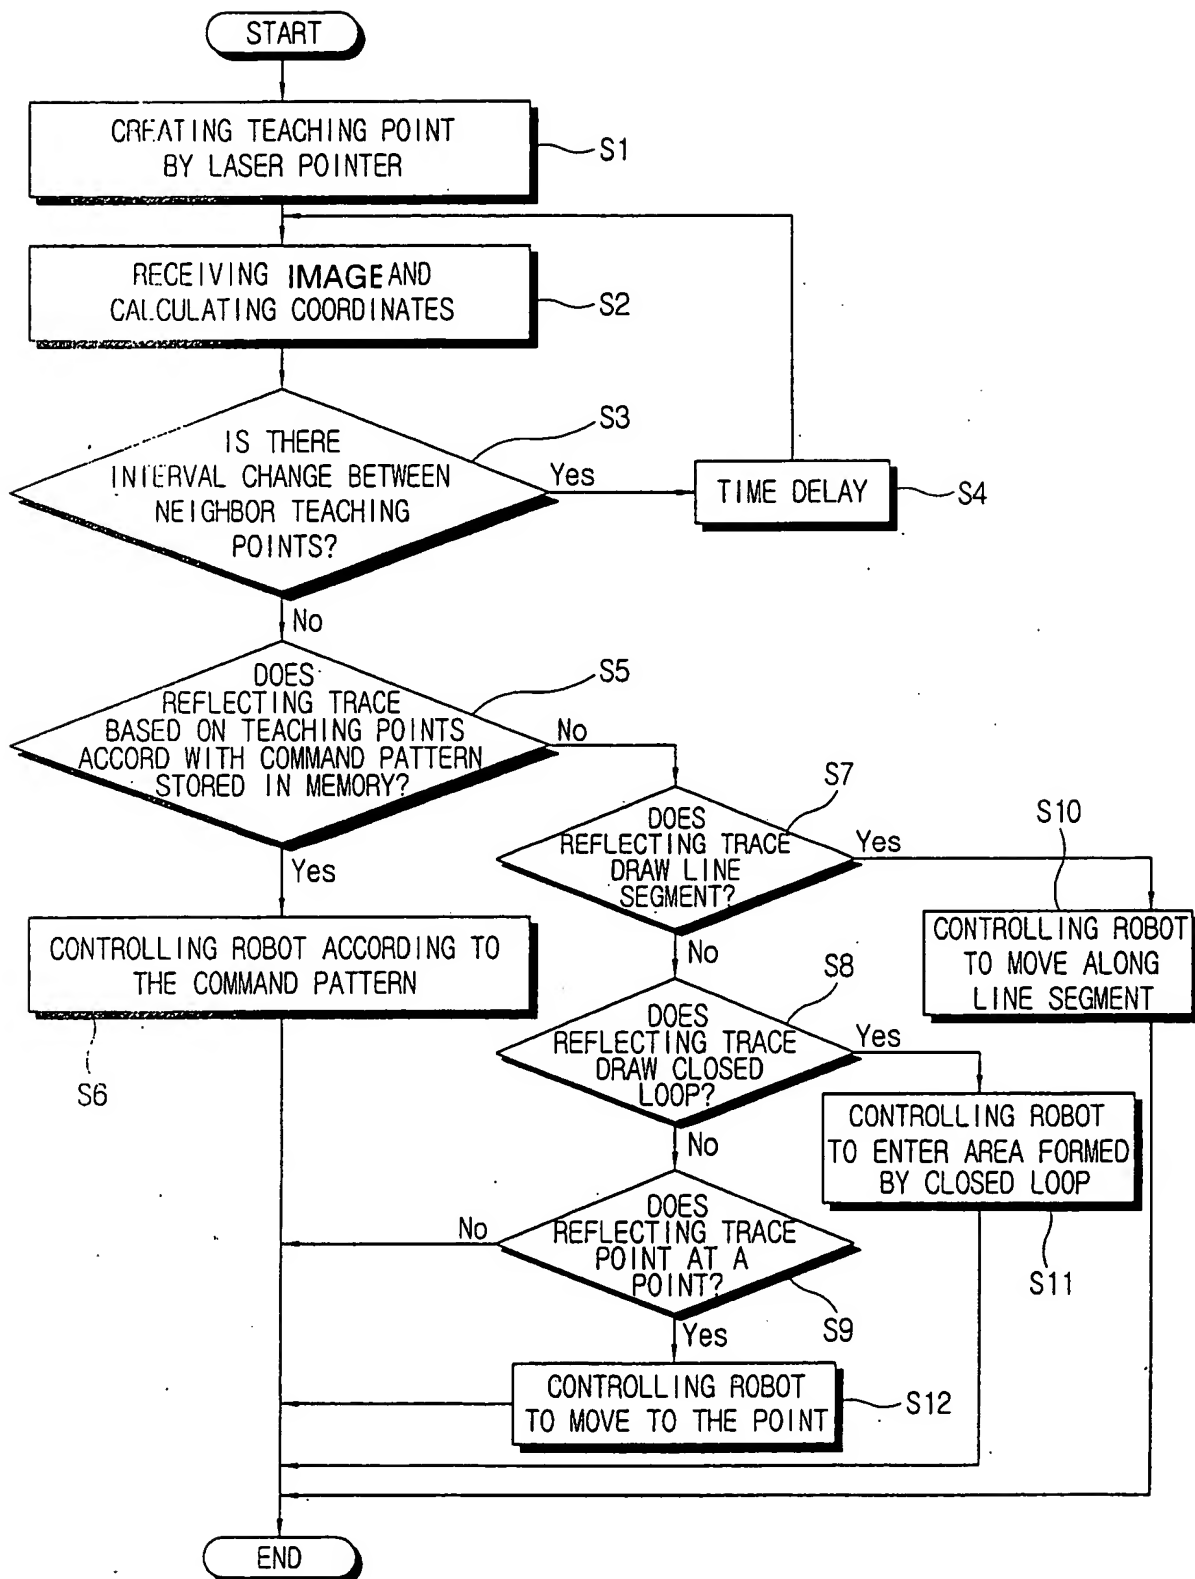 START
CREATING TEACHING POINT
BY LASER POINTER
S1
RECEIVING IMAGE AND
CALCULATING COORDINATES
S2
IS THERE
INTERVAL CHANGE BETWEEN
NEIGHBOR TEACHING
POINTS?
S3
Yes
TIME DELAY
S4
No
DOES
REFLECTING TRACE
BASED ON TEACHING POINTS
ACCORD WITH COMMAND PATTERN
STORED IN MEMORY?
S5
No
Yes
CONTROLLING ROBOT ACCORDING TO
THE COMMAND PATTERN
S6
DOES
REFLECTING TRACE
DRAW LINE
SEGMENT?
S7
Yes
S10
CONTROLLING ROBOT
TO MOVE ALONG
LINE SEGMENT
No
DOES
REFLECTING TRACE
DRAW CLOSED
LOOP?
S8
Yes
CONTROLLING ROBOT
TO ENTER AREA FORMED
BY CLOSED LOOP
S11
No
DOES
REFLECTING TRACE
POINT AT A
POINT?
S9
No
Yes
CONTROLLING ROBOT
TO MOVE TO THE POINT
S12
END